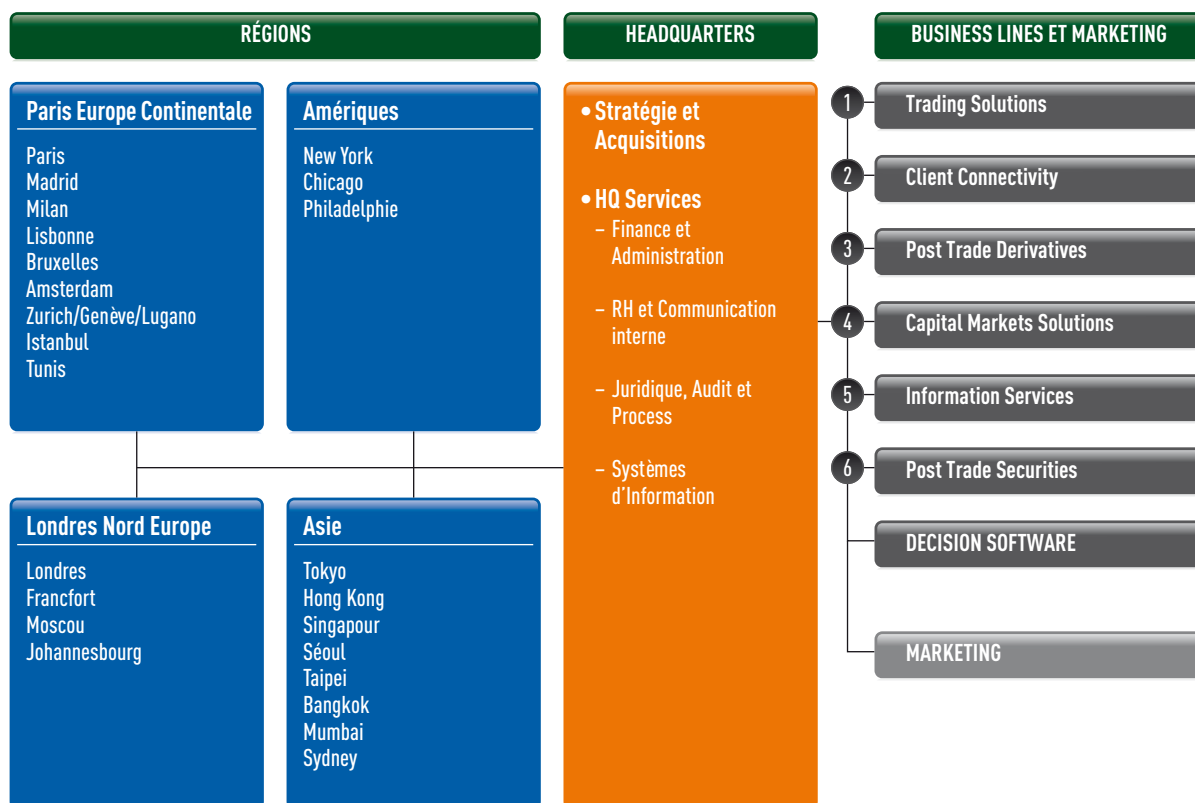 RÉGIONS
HEADQUARTERS
BUSINESS LINES ET MARKETING
Paris Europe Continentale
Paris
Madrid
Milan
Lisbonne
Bruxelles
Amsterdam
Zurich/Genève/Lugano
Istanbul
Tunis
Amériques
New York
Chicago
Philadelphie
Londres Nord Europe
Londres
Francfort
Moscou
Johannesbourg
Asie
Tokyo
Hong Kong
Singapour
Séoul
Taipei
Bangkok
Mumbai
Sydney
• Stratégie et
Acquisitions
• HQ Services
– Finance et
Administration
– RH et Communication
interne
– Juridique, Audit et
Process
– Systèmes
d'Information
1 Trading Solutions
2 Client Connectivity
3 Post Trade Derivatives
4 Capital Markets Solutions
5 Information Services
6 Post Trade Securities
DECISION SOFTWARE
MARKETING